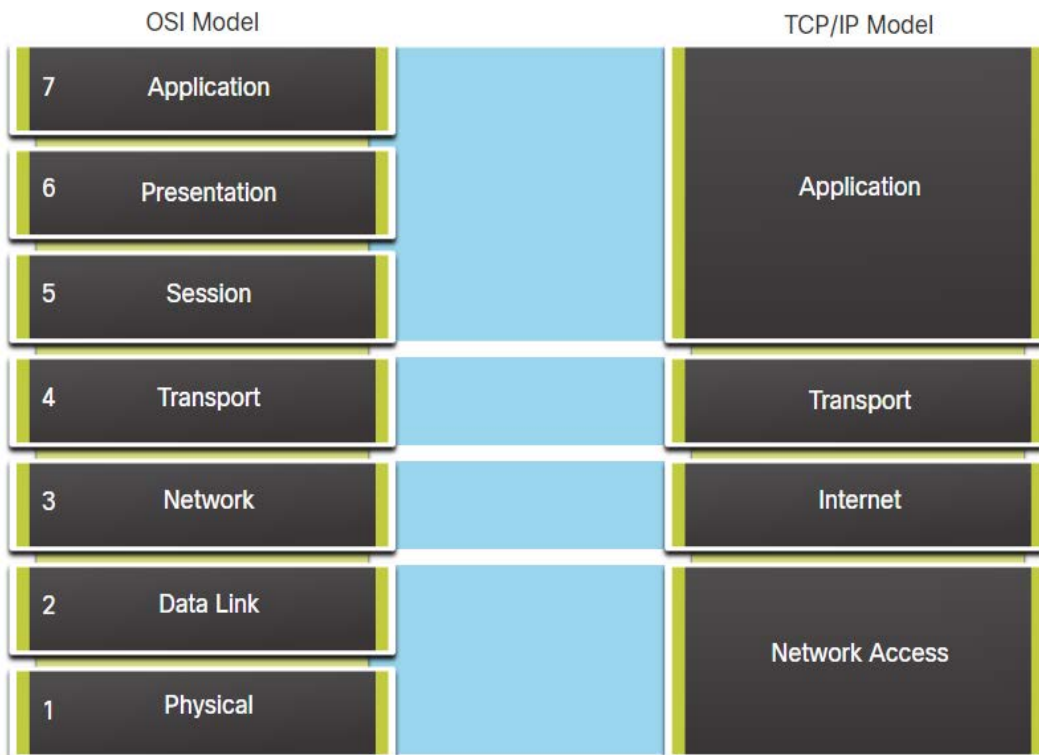 OSI Model
TCP/IP Model
7 Application
6 Presentation
5 Session
4 Transport
3 Network
2 Data Link
1 Physical
Application
Transport
Internet
Network Access